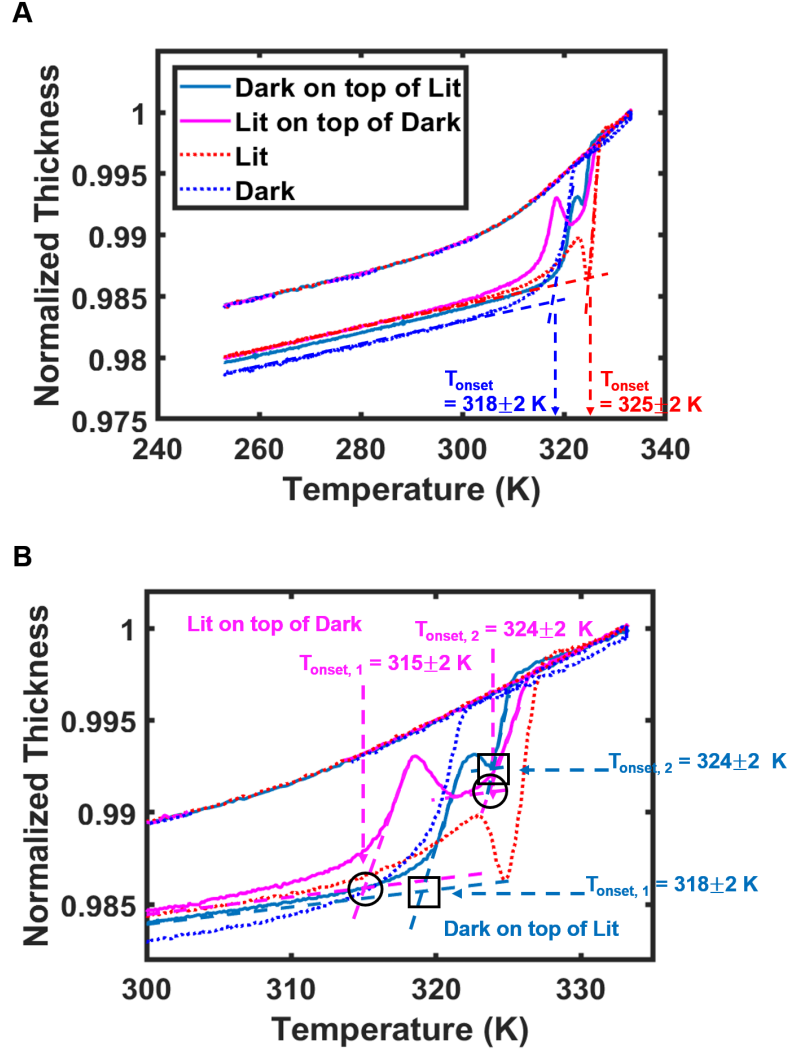 A
Dark on top of Lit
Lit on top of Dark
Lit
Dark
Normalized Thickness
1
0.995
0.99
0.985
0.98
0.975
Tonset
= 318±2 K
Tonset
= 325±2 K
240
260
280
300
320
340
Temperature (K)
B
Lit on top of Dark
Tonset, 2 = 324±2 K
Tonset, 1 = 315±2 K
Normalized Thickness
1
0.995
0.99
0.985
Tonset, 2 = 324±2 K
Tonset, 1 = 318±2 K
Dark on top of Lit
300
310
320
330
Temperature (K)